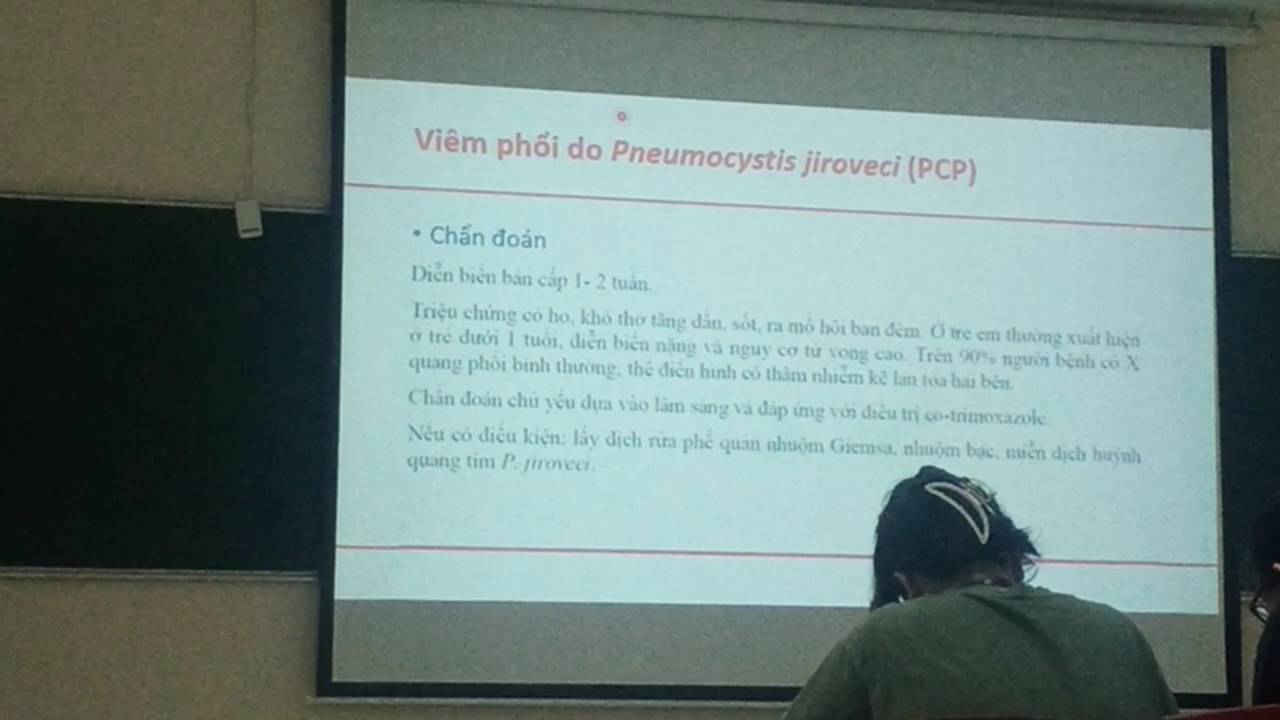 Viêm phổi do Pneumocystis jiroveci (PCP)
• Chẩn đoán
Diễn biến bán cấp 1- 2 tuần.
Triệu chứng có ho, khó thở tăng dần, sốt, ra mồ hôi ban đêm. Ở trẻ em thường xuất hiện
ở trẻ dưới 1 tuổi, diễn biến nặng và nguy cơ tử vong cao. Trên 90% người bệnh có X
quang phổi bình thường, thể điển hình có thâm nhiễm kẽ lan tỏa hai bên.
Chẩn đoán chủ yếu dựa vào lâm sàng và đáp ứng với điều trị co-trimoxazole.
Nếu có điều kiện: lấy dịch rửa phế quản nhuộm Giemsa, nhuộm bạc, miễn dịch huỳnh
quang tìm P. jiroveci.